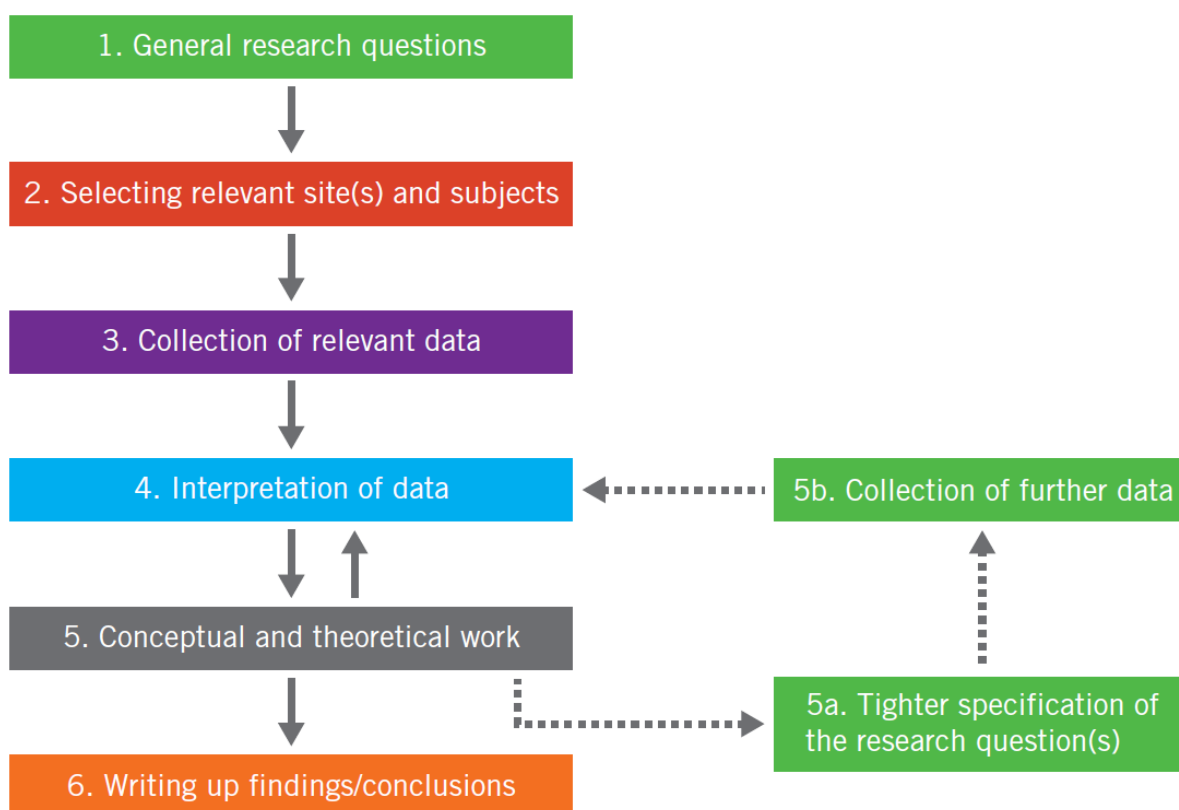 1. General research questions
2. Selecting relevant site(s) and subjects
3. Collection of relevant data
4. Interpretation of data
5b. Collection of further data
5. Conceptual and theoretical work
5a. Tighter specification of
the research question(s)
6. Writing up findings/conclusions